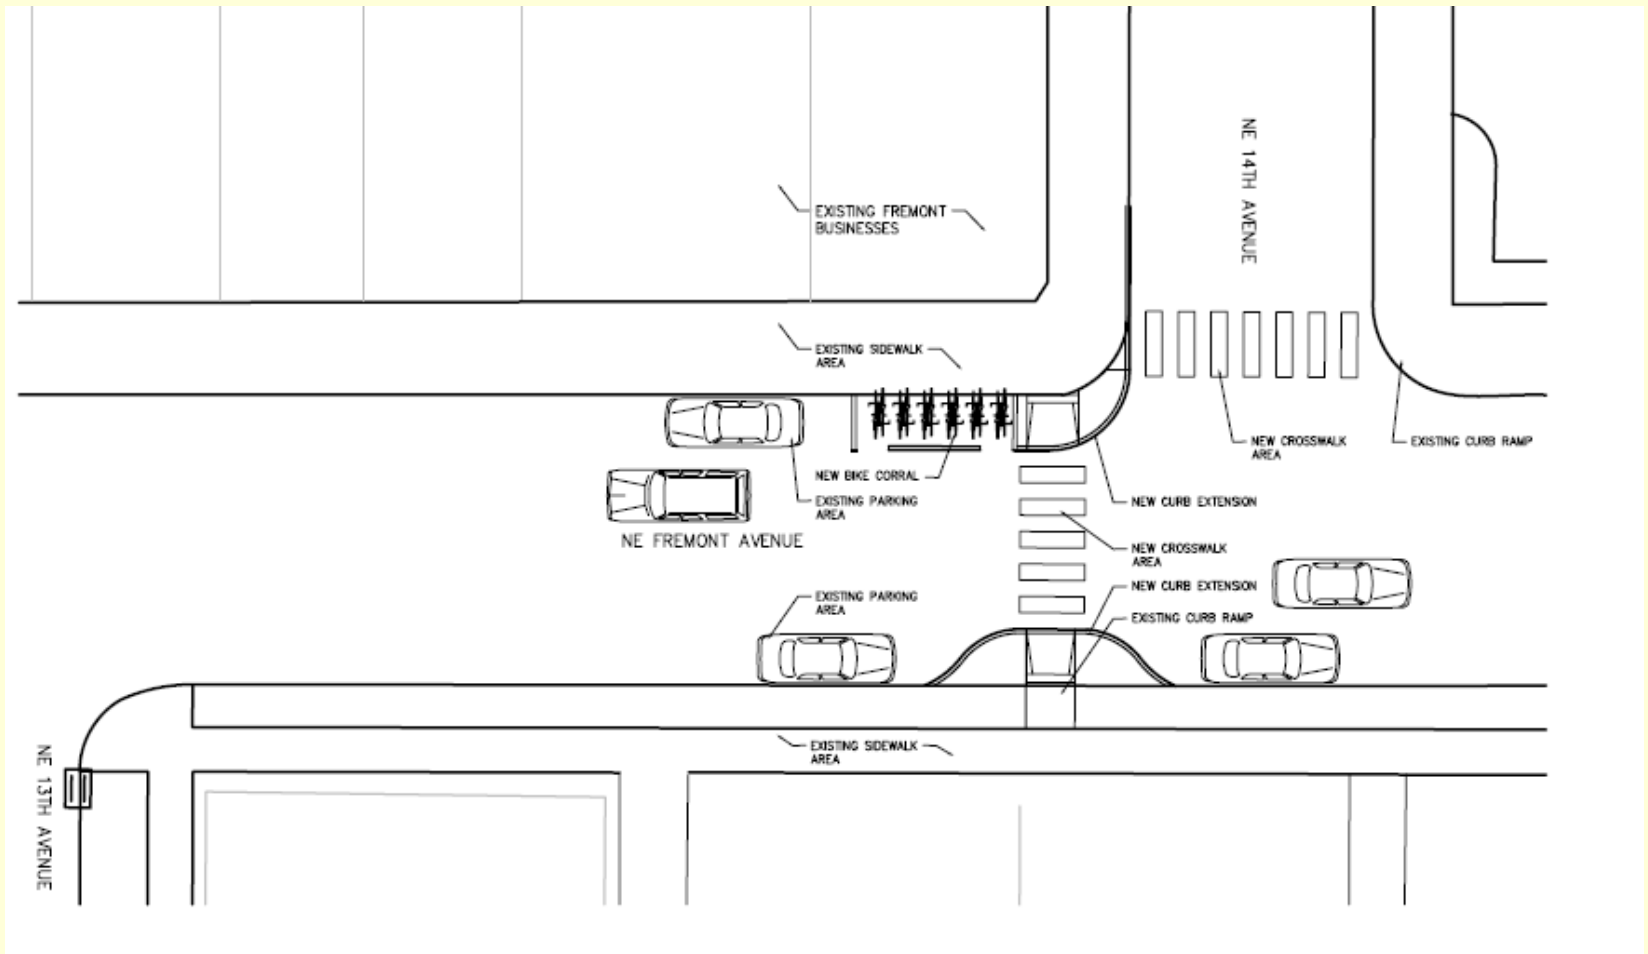 NE 14TH AVENUE
EXISTING FREMONT
BUSINESSES
EXISTING SIDEWALK
AREA
NEW CROSSWALK
AREA
EXISTING CURB RAMP
NEW BIKE CORRAL
EXISTING PARKING
AREA
NEW CURB EXTENSION
NE FREMONT AVENUE
NEW CROSSWALK
AREA
NEW CURB EXTENSION
EXISTING PARKING
AREA
EXISTING CURB RAMP
EXISTING SIDEWALK
AREA
NE 13TH AVENUE